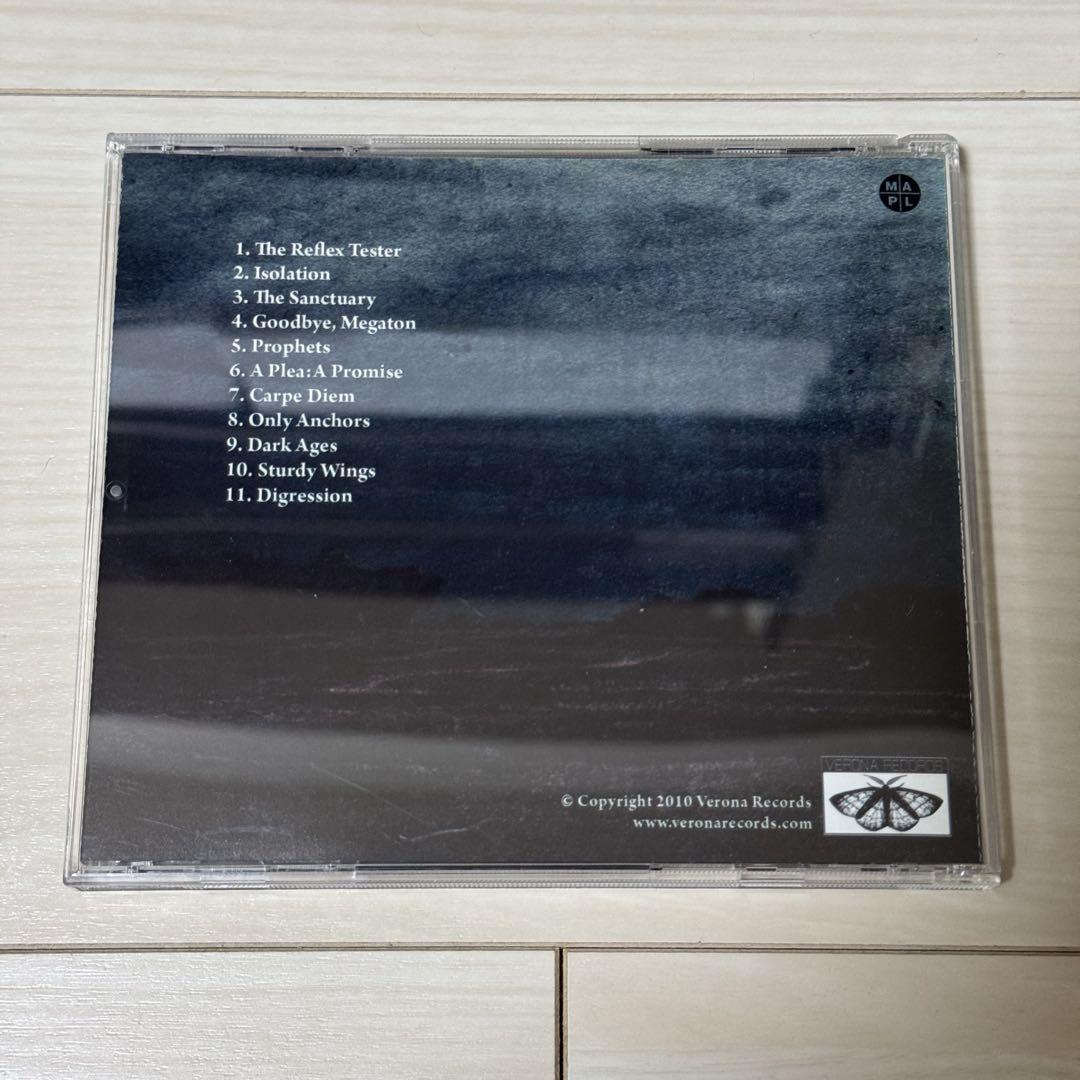 MA
PL
1. The Reflex Tester
2. Isolation
3. The Sanctuary
4. Goodbye, Megaton
5. Prophets
6. A Plea: A Promise
7. Carpe Diem
8. Only Anchors
9. Dark Ages
10. Sturdy Wings
11. Digression
VERONA RECORDS
© Copyright 2010 Verona Records
www.veronarecords.com